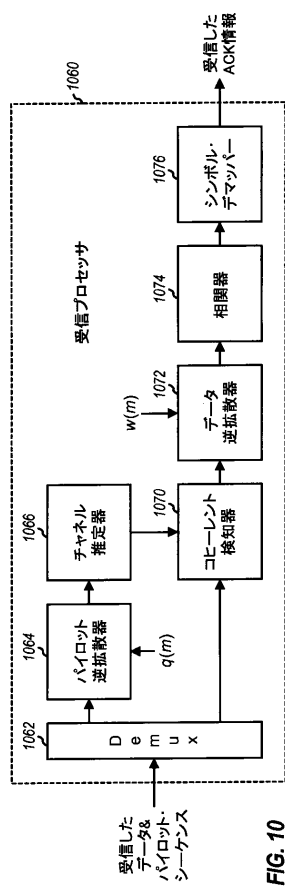 1060
受信プロセッサ
1062
Demux
1064
パイロット
逆拡散器
q(m)
1066
チャネル
推定器
1070
コヒーレント
検知器
w(m)
1072
データ
逆拡散器
1074
相関器
1076
シンボル・
デマッパー
受信した
ACK情報
受信した
データ&
パイロット・
シーケンス
FIG. 10